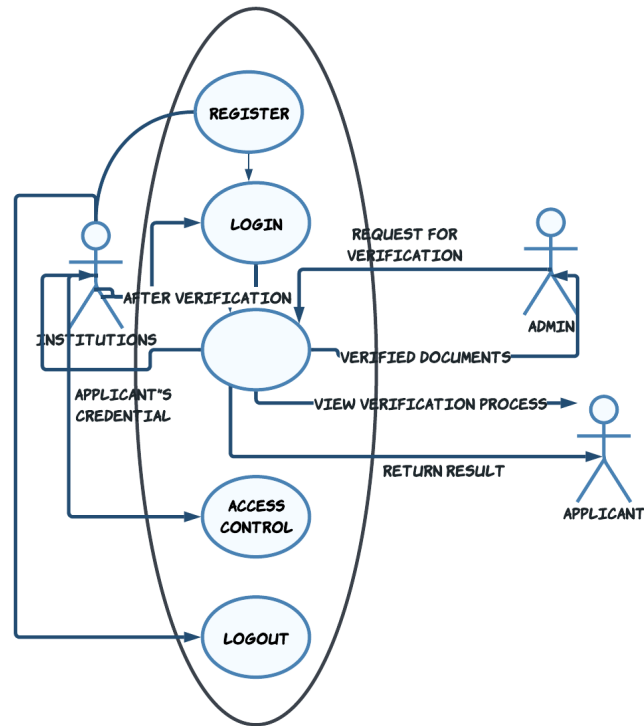 REGISTER
LOGIN
REQUEST FOR
VERIFICATION
AFTER VERIFICATION
INSTITUTIONS
ADMIN
VERIFIED DOCUMENTS
APPLICANT"S
CREDENTIAL
VIEW VERIFICATION PROCESS
RETURN RESULT
APPLICANT
ACCESS
CONTROL
LOGOUT